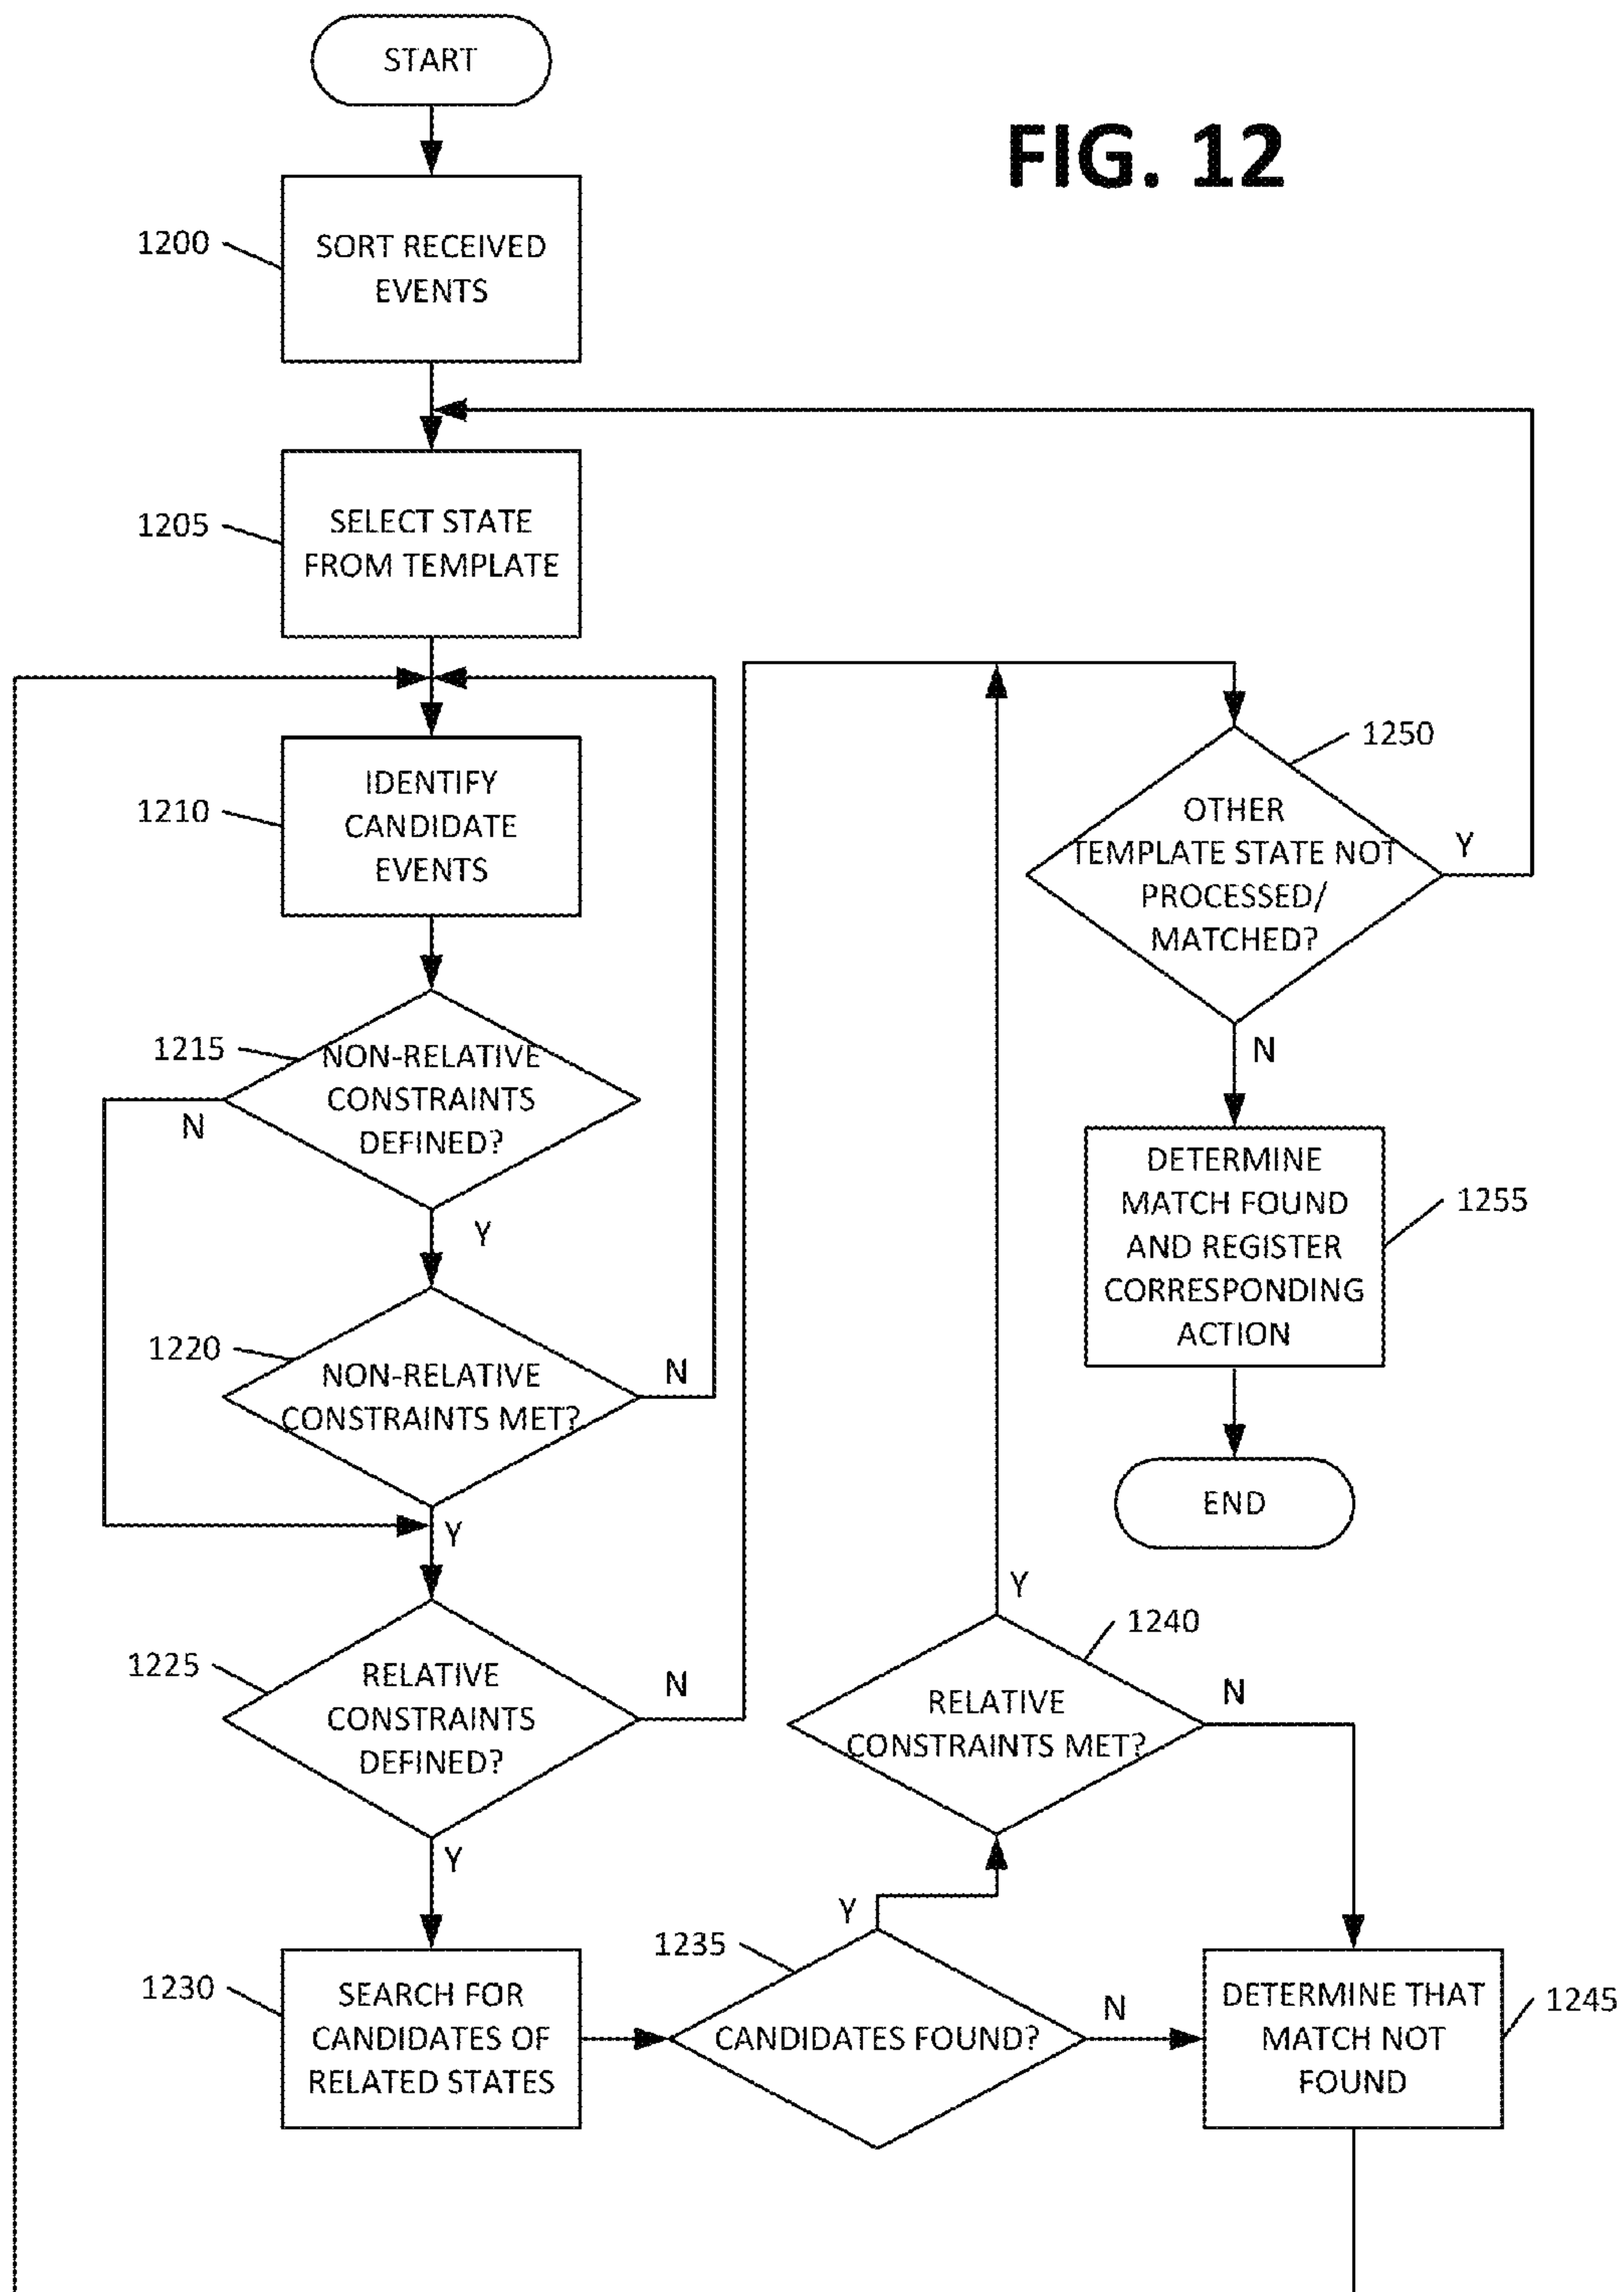 START
FIG. 12
1200
SORT RECEIVED
EVENTS
1205
SELECT STATE
FROM TEMPLATE
1210
IDENTIFY
CANDIDATE
EVENTS
1215
NON-RELATIVE
CONSTRAINTS
DEFINED?
N
Y
1220
NON-RELATIVE
CONSTRAINTS MET?
N
Y
1225
RELATIVE
CONSTRAINTS
DEFINED?
N
Y
1230
SEARCH FOR
CANDIDATES OF
RELATED STATES
1235
CANDIDATES FOUND?
Y
N
1240
RELATIVE
CONSTRAINTS MET?
Y
N
1245
DETERMINE THAT
MATCH NOT
FOUND
1250
OTHER
TEMPLATE STATE NOT
PROCESSED/
MATCHED?
Y
N
1255
DETERMINE
MATCH FOUND
AND REGISTER
CORRESPONDING
ACTION
END